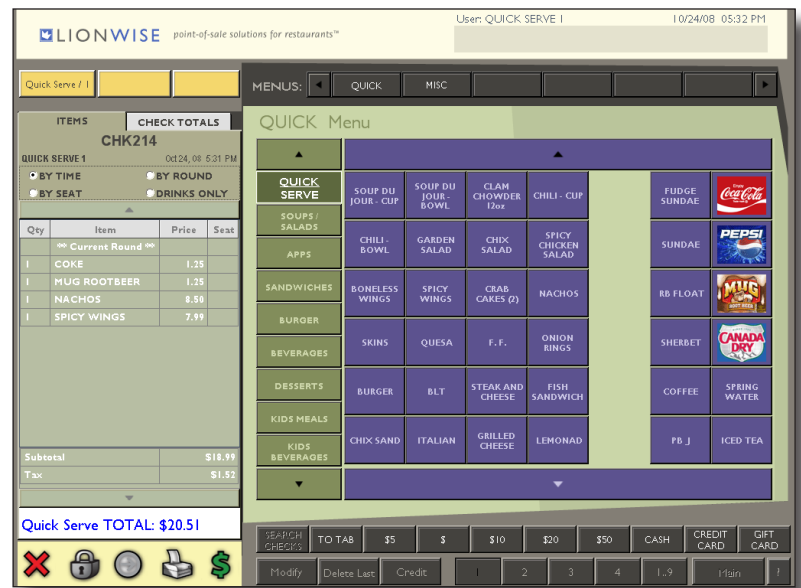 LIONWISE point-of-sale solutions for restaurants™
User: QUICK SERVE 1 10/24/08 05:32 PM
Quick Serve / 1
MENUS: QUICK MISC
ITEMS CHECK TOTALS
CHK214
QUICK SERVE 1 Oct 24, 08 5:31 PM
BY TIME BY ROUND
BY SEAT DRINKS ONLY
Qty Item Price Seat
Current Round
1 COKE 1.25
1 MUG ROOTBEER 1.25
1 NACHOS 8.50
1 SPICY WINGS 7.99
Subtotal $18.99
Tax $1.52
Quick Serve TOTAL: $20.51
QUICK Menu
QUICK
SERVE
SOUPS /
SALADS
APPS
SANDWICHES
BURGER
BEVERAGES
DESSERTS
KIDS MEALS
KIDS
BEVERAGES
SOUP DU
JOUR - CUP
SOUP DU
JOUR -
BOWL
CLAM
CHOWDER
12oz
CHILI - CUP
FUDGE
SUNDAE
Coca-Cola
CHILI -
BOWL
GARDEN
SALAD
CHIX
SALAD
SPICY
CHICKEN
SALAD
SUNDAE
PEPSI
BONELESS
WINGS
SPICY
WINGS
CRAB
CAKES (2)
NACHOS
RB FLOAT
MUG
SKINS
QUESA
F. F.
ONION
RINGS
SHERBET
CANADA
DRY
BURGER
BLT
STEAK AND
CHEESE
FISH
SANDWICH
COFFEE
SPRING
WATER
CHIX SAND
ITALIAN
GRILLED
CHEESE
LEMONAD
PB J
ICED TEA
SEARCH
CHECKS
TO TAB
$5
$
$10
$20
$50
CASH
CREDIT
CARD
GIFT
CARD
Modify Delete Last Credit 1 2 3 4 1..9 Main ?